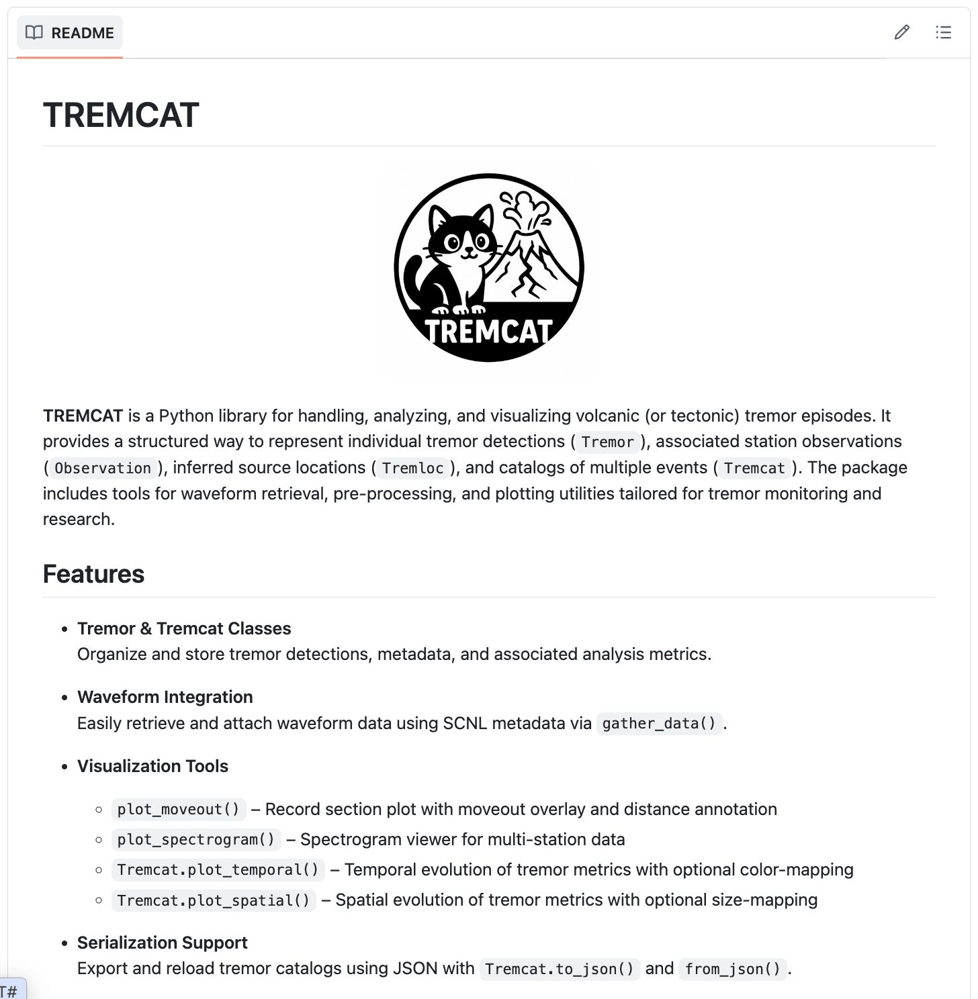 README
TREMCAT
TREMCAT
TREMCAT is a Python library for handling, analyzing, and visualizing volcanic (or tectonic) tremor episodes. It
provides a structured way to represent individual tremor detections ( Tremor ), associated station observations
( Observation ), inferred source locations ( Tremloc ), and catalogs of multiple events ( Tremcat ). The package
includes tools for waveform retrieval, pre-processing, and plotting utilities tailored for tremor monitoring and
research.
Features
• Tremor & Tremcat Classes
Organize and store tremor detections, metadata, and associated analysis metrics.
• Waveform Integration
Easily retrieve and attach waveform data using SCNL metadata via gather_data() .
• Visualization Tools
◦ plot_moveout() – Record section plot with moveout overlay and distance annotation
◦ plot_spectrogram() – Spectrogram viewer for multi-station data
◦ Tremcat.plot_temporal() – Temporal evolution of tremor metrics with optional color-mapping
◦ Tremcat.plot_spatial() – Spatial evolution of tremor metrics with optional size-mapping
• Serialization Support
Export and reload tremor catalogs using JSON with Tremcat.to_json() and from_json() .
T#